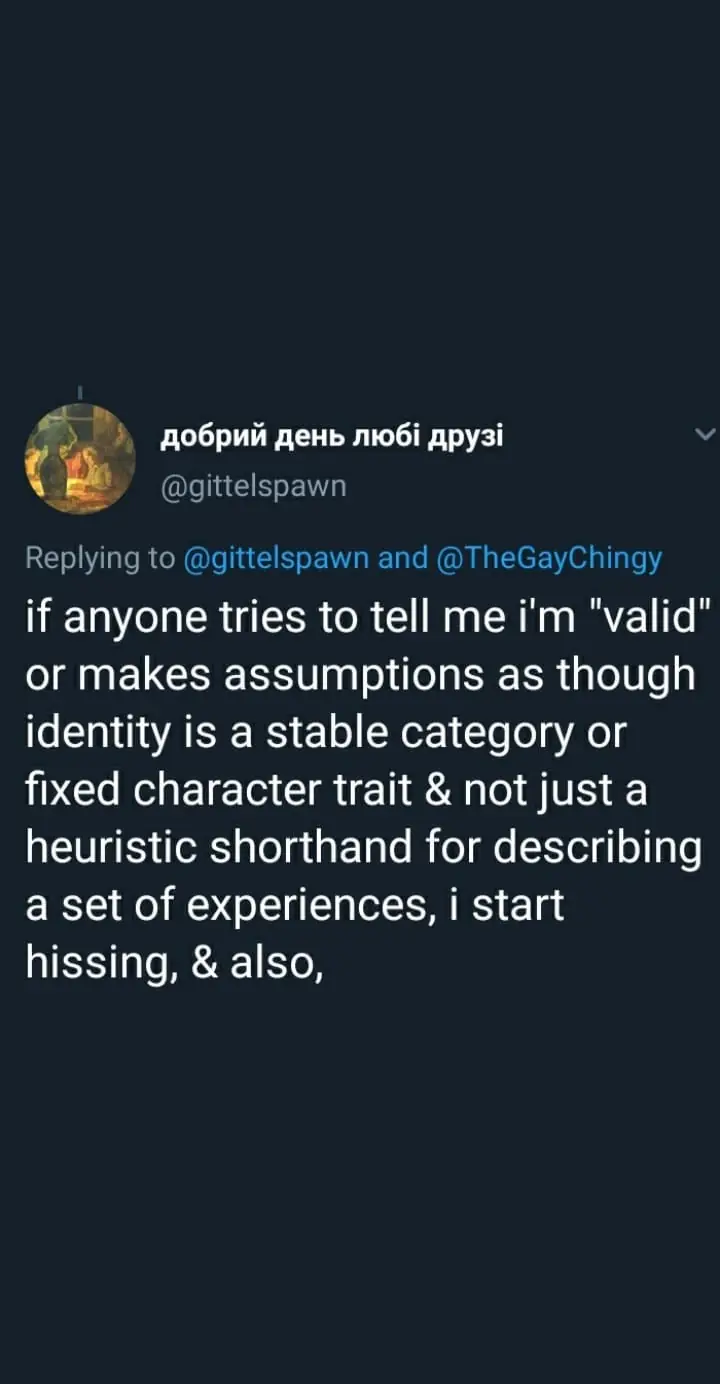 добрий день любі друзі
@gittelspawn
Replying to @gittelspawn and @TheGayChingy
if anyone tries to tell me i'm "valid"
or makes assumptions as though
identity is a stable category or
fixed character trait & not just a
heuristic shorthand for describing
a set of experiences, i start
hissing, & also,